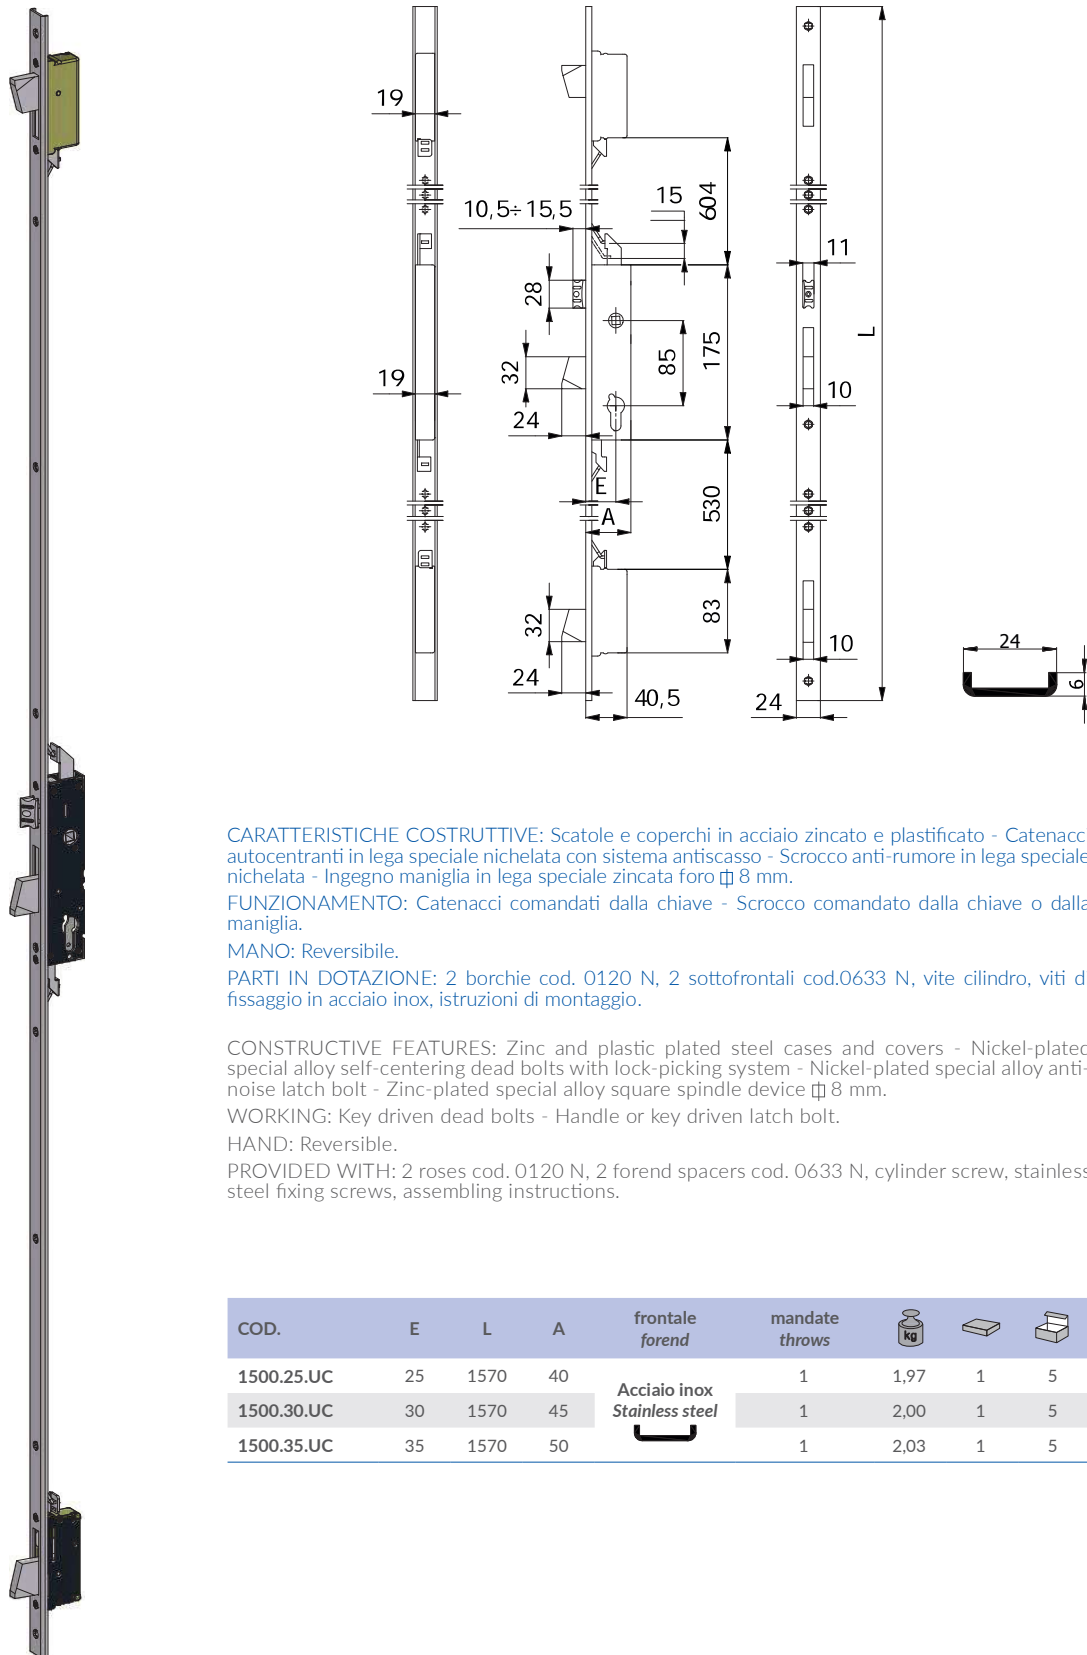 19
10,5÷15,5
15
604
11
28
L
32
85
175
19
10
24
E
A
530
32
83
10
24
24
6
24
40,5
CARATTERISTICHE COSTRUTTIVE: Scatole e coperchi in acciaio zincato e plastificato - Catenacc
autocentranti in lega speciale nichelata con sistema antiscasso - Scrocco anti-rumore in lega speciale
nichelata - Ingegno maniglia in lega speciale zincata foro 8 mm.
FUNZIONAMENTO: Catenacci comandati dalla chiave - Scrocco comandato dalla chiave o dalla
maniglia.
MANO: Reversibile.
PARTI IN DOTAZIONE: 2 borchie cod. 0120 N, 2 sottofrontali cod.0633 N, vite cilindro, viti d
fissaggio in acciaio inox, istruzioni di montaggio.
CONSTRUCTIVE FEATURES: Zinc and plastic plated steel cases and covers - Nickel-plated
special alloy self-centering dead bolts with lock-picking system - Nickel-plated special alloy anti-
noise latch bolt - Zinc-plated special alloy square spindle device 8 mm.
WORKING: Key driven dead bolts - Handle or key driven latch bolt.
HAND: Reversible.
PROVIDED WITH: 2 roses cod. 0120 N, 2 forend spacers cod. 0633 N, cylinder screw, stainless
steel fixing screws, assembling instructions.
COD. E L A frontale mandate
forend throws kg
1500.25.UC 25 1570 40 1 1,97 1 5
Acciaio inox
Stainless steel
1500.30.UC 30 1570 45 1 2,00 1 5
1500.35.UC 35 1570 50 1 2,03 1 5